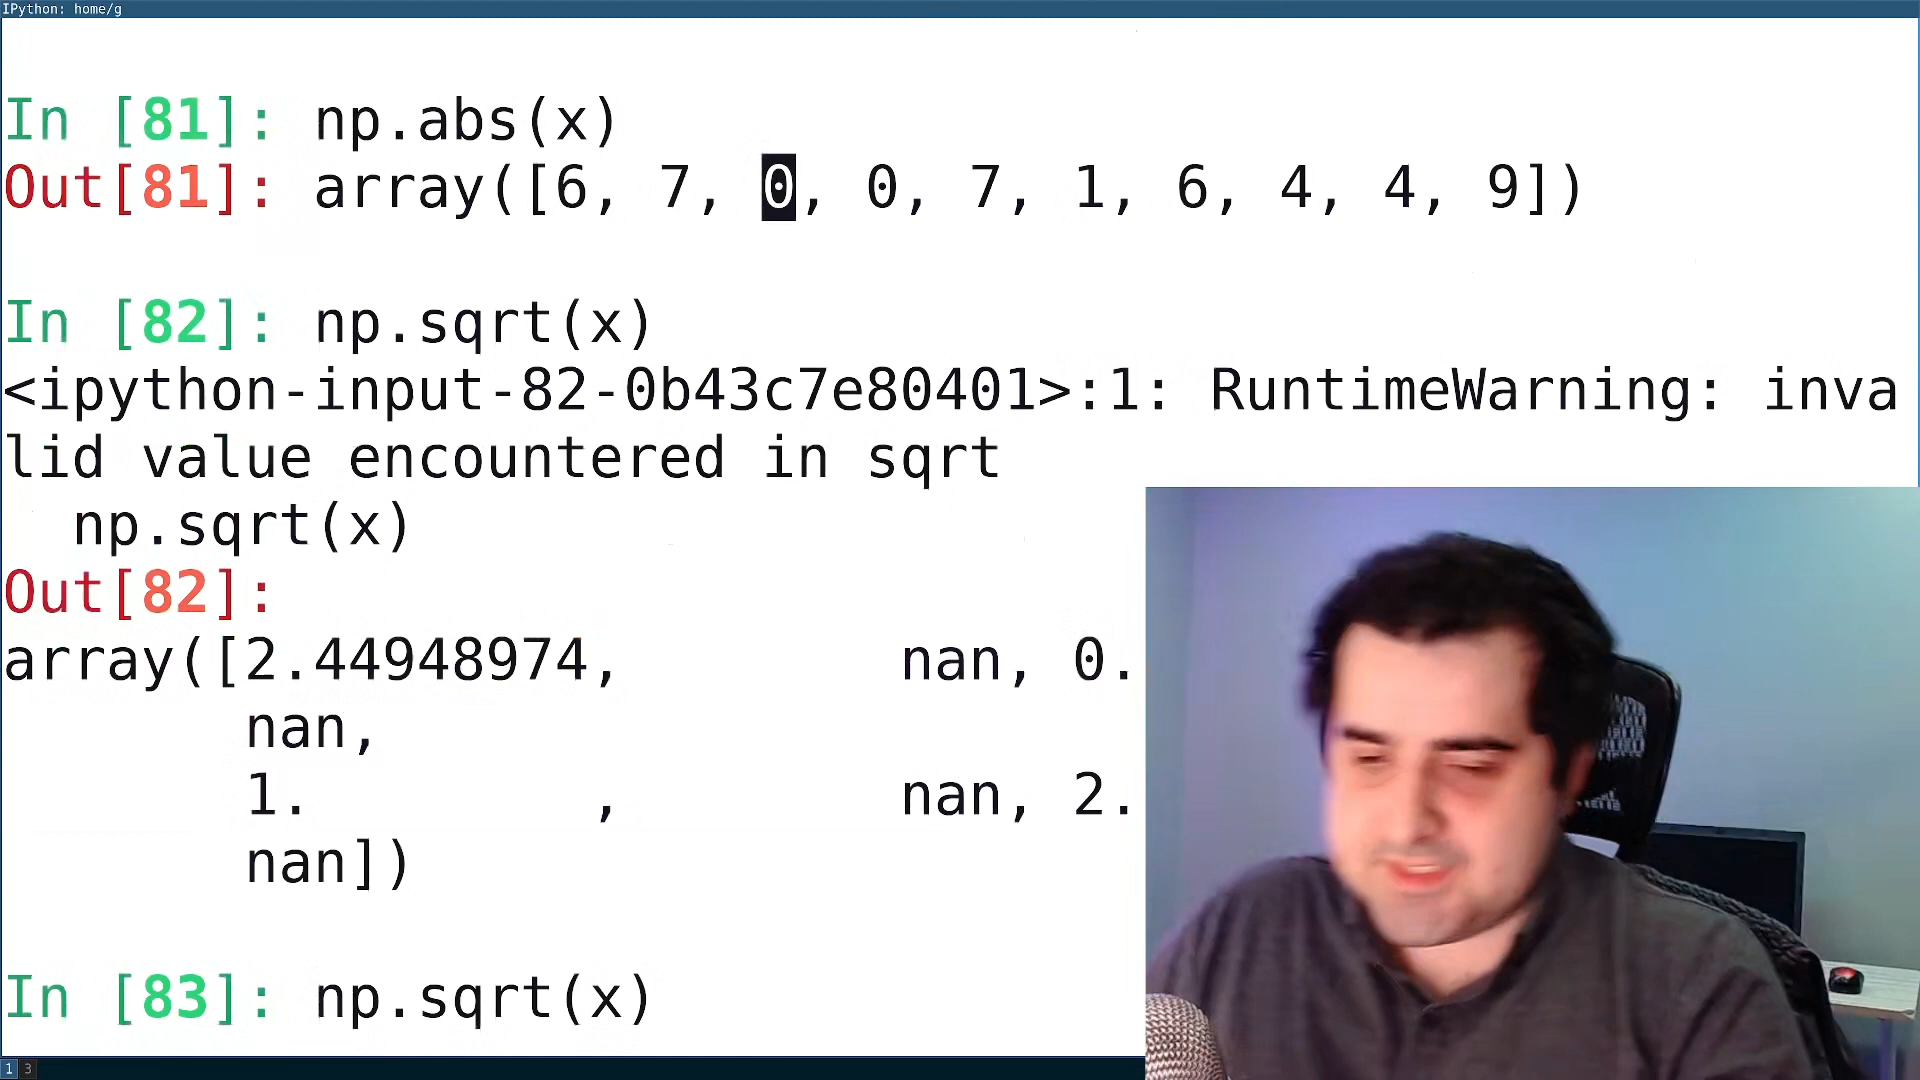 IPython: home/g
In [81]: np.abs(x)
Out[81]: array([6, 7, 0, 0, 7, 1, 6, 4, 4, 9])
In [82]: np.sqrt(x)
<ipython-input-82-0b43c7e80401>:1: RuntimeWarning: inva
lid value encountered in sqrt
  np.sqrt(x)
Out[82]:
array([2.44948974,        nan, 0.
       nan,
       1.        ,        nan, 2.
       nan])
In [83]: np.sqrt(x)
1 3